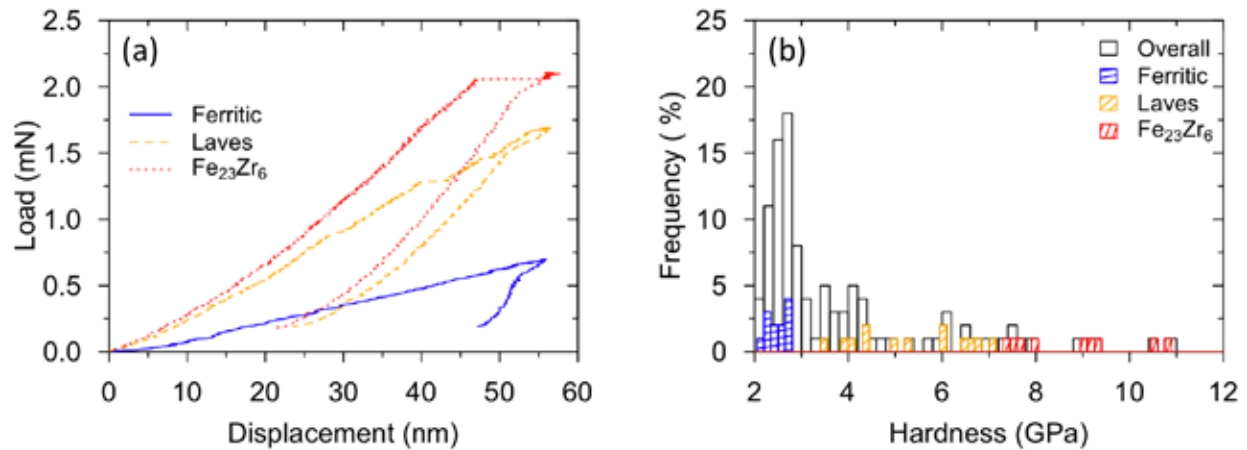 (a)
2.5
2.0
1.5
1.0
0.5
0.0
Load (mN)
Ferritic
Laves
Fe₂₃Zr₆
0 10 20 30 40 50 60
Displacement (nm)
(b)
25
20
15
10
5
0
Frequency ( %)
Overall
Ferritic
Laves
Fe₂₃Zr₆
2 4 6 8 10 12
Hardness (GPa)